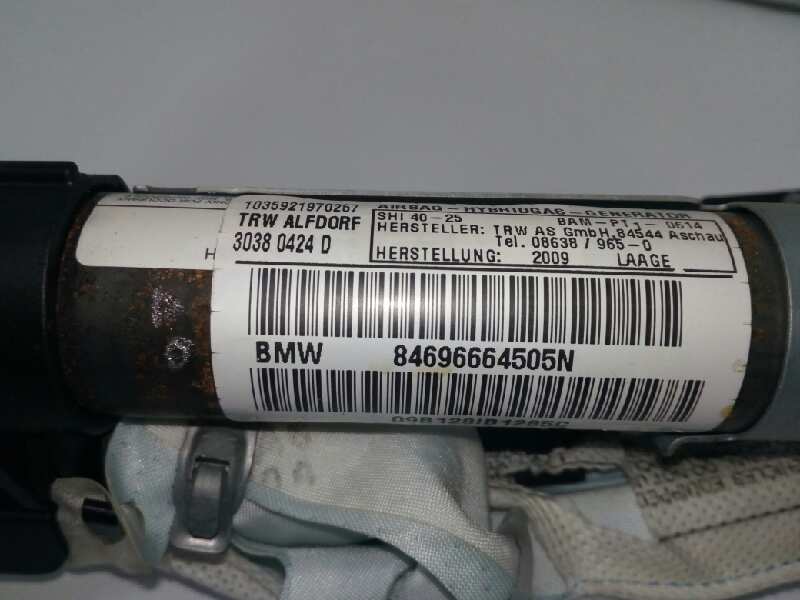 1035921970267
TRW ALFDORF
3038 0424 D
AIRBAG - HYBRIDGAS - GENERATOR
SHI 40-25 BAM-PT1- 0614
HERSTELLER: TRW AS GmbH, 84544 Aschau
Tel. 08638 / 965-0
HERSTELLUNG: 2009 LAAGE
H
BMW 84696664505N